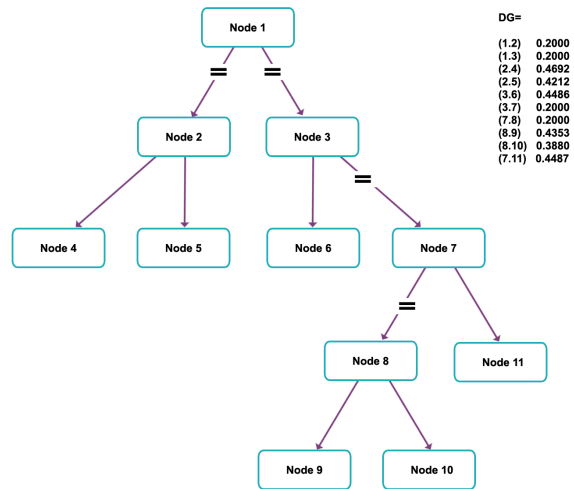 Node 1
DG=
(1.2) 0.2000
(1.3) 0.2000
(2.4) 0.4692
(2.5) 0.4212
(3.6) 0.4486
(3.7) 0.2000
(7.8) 0.2000
(8.9) 0.4353
(8.10) 0.3880
(7.11) 0.4487
=
=
Node 2
Node 3
=
Node 4
Node 5
Node 6
Node 7
=
Node 8
Node 11
Node 9
Node 10